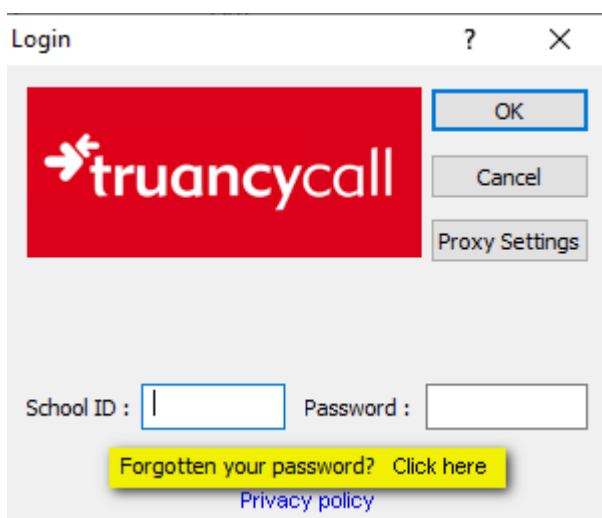 Login ? X
truancycall
OK
Cancel
Proxy Settings
School ID :
Password :
Forgotten your password? Click here
Privacy policy